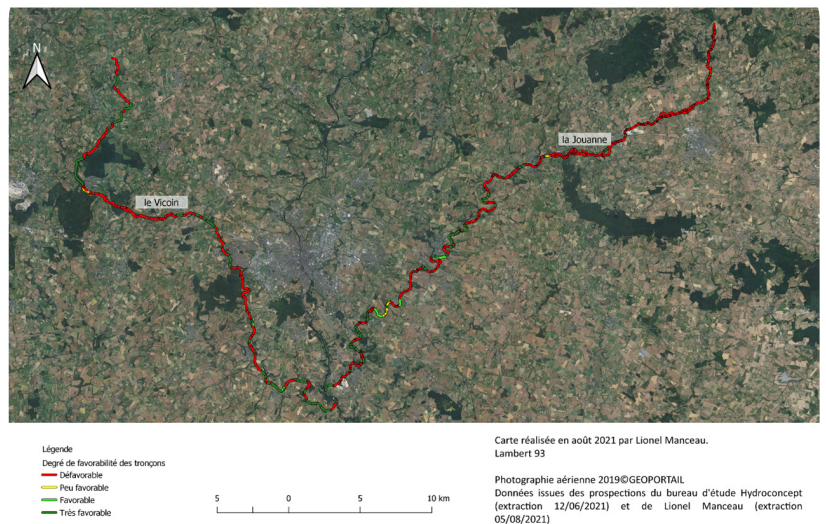 N
la Jouanne
le Vicoin
Légende
Degré de favorabilité des tronçons
Défavorable
Peu favorable
Favorable
Très favorable
5 0 5 10 km
Carte réalisée en août 2021 par Lionel Manceau.
Lambert 93
Photographie aérienne 2019©GEOPORTAIL
Données issues des prospections du bureau d'étude Hydroconcept
(extraction 12/06/2021) et de Lionel Manceau (extraction
05/08/2021)